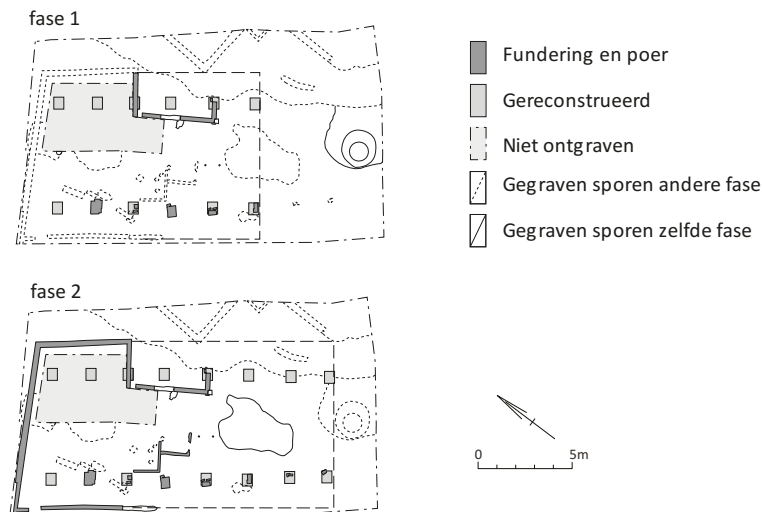 fase 1
Fundering en poer
Gereconstrueerd
Niet ontgraven
Gegraven sporen andere fase
Gegraven sporen zelfde fase
fase 2
0 5m